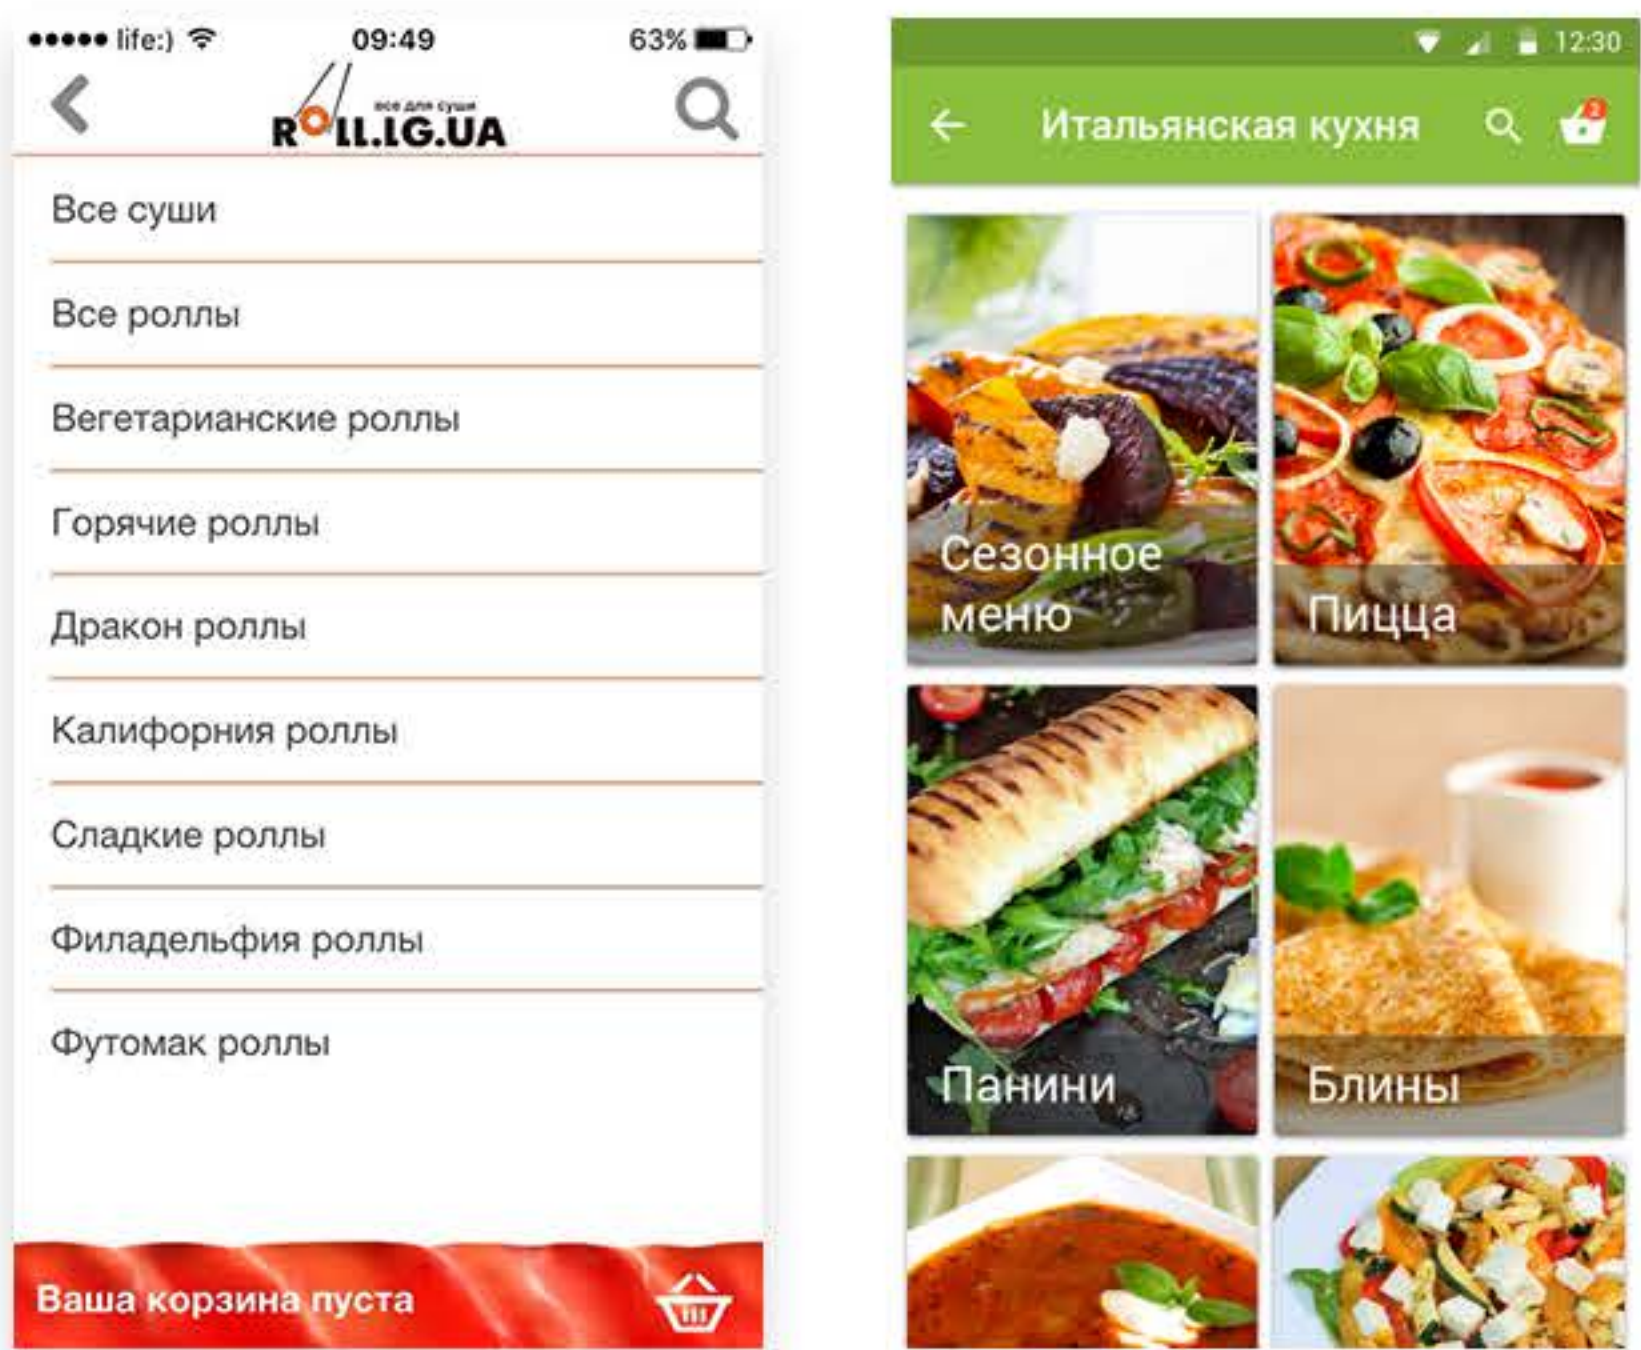 life:)
09:49
63%
все для суши
ROLL.LG.UA
Все суши
Все роллы
Вегетарианские роллы
Горячие роллы
Дракон роллы
Калифорния роллы
Сладкие роллы
Филадельфия роллы
Футомак роллы
Ваша корзина пуста
12:30
Итальянская кухня
2
Сезонное
меню
Пицца
Панини
Блины